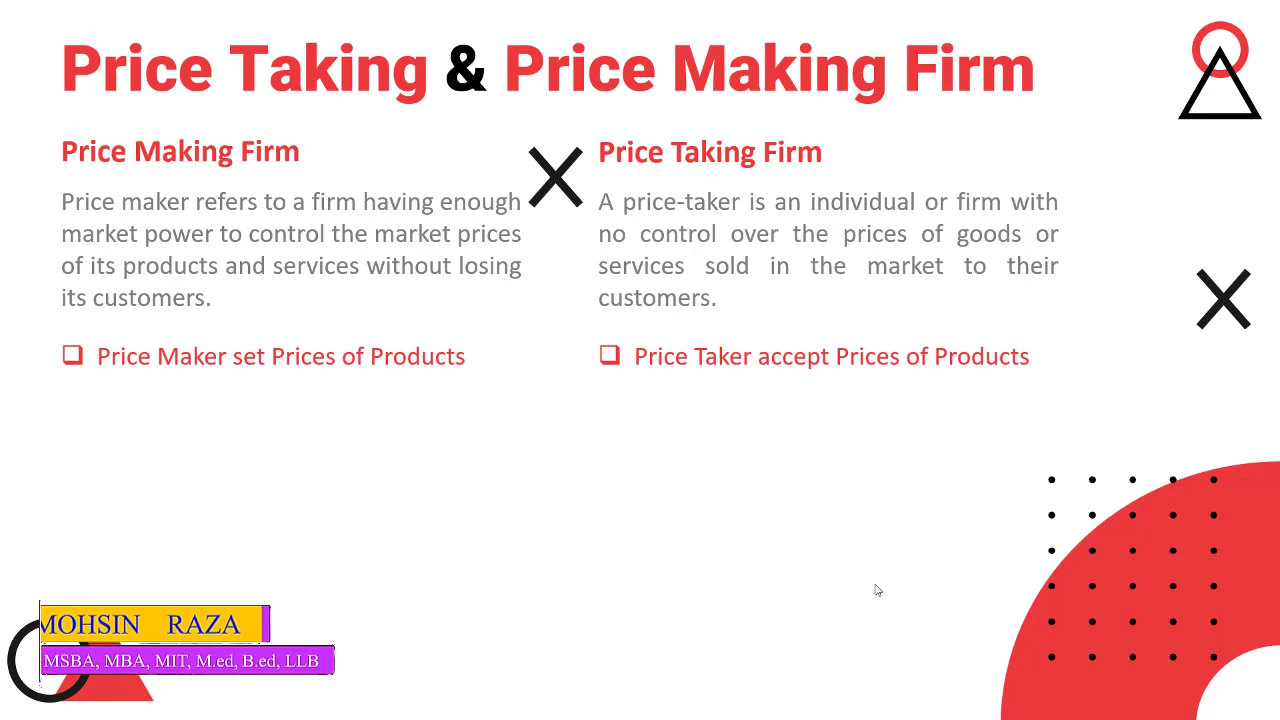 Price Taking & Price Making Firm
Price Making Firm
Price maker refers to a firm having enough
market power to control the market prices
of its products and services without losing
its customers.
Price Maker set Prices of Products
Price Taking Firm
A price-taker is an individual or firm with
no control over the prices of goods or
services sold in the market to their
customers.
Price Taker accept Prices of Products
MOHSIN RAZA
MSBA, MBA, MIT, M.ed, B.ed, LLB